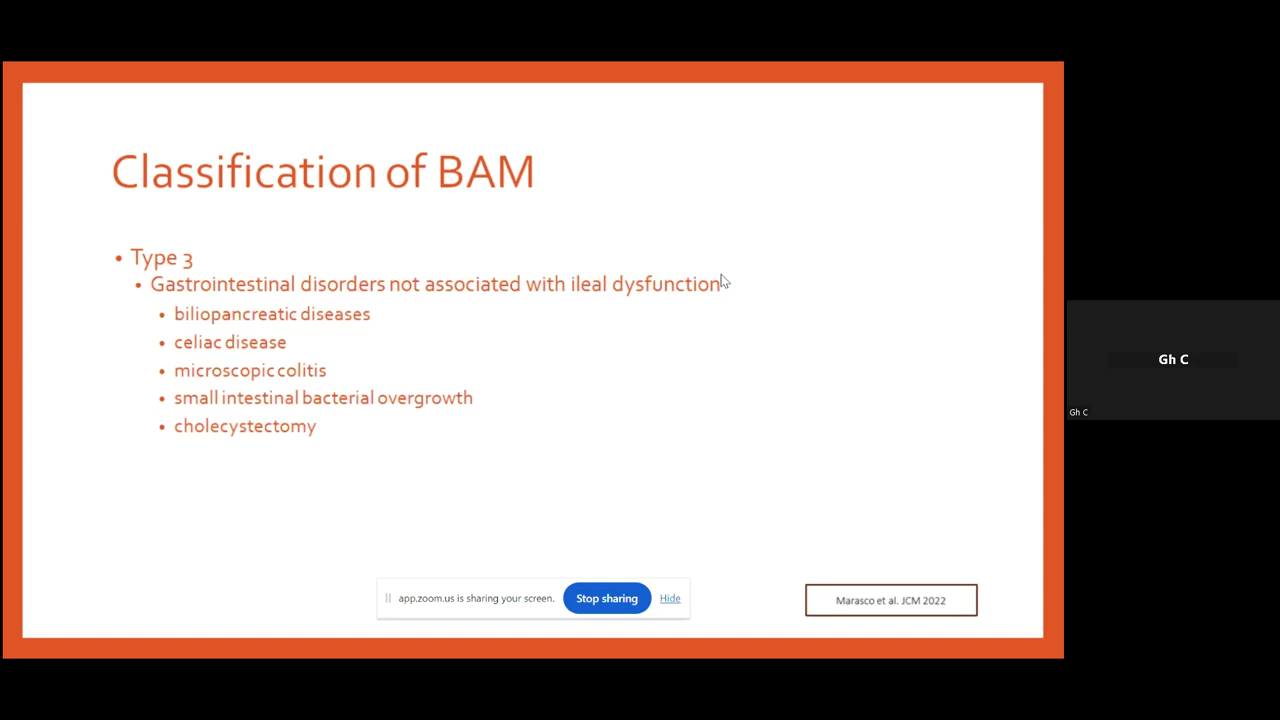 Classification of BAM
• Type 3
• Gastrointestinal disorders not associated with ileal dysfunction
• biliopancreatic diseases
• celiac disease
• microscopic colitis
• small intestinal bacterial overgrowth
• cholecystectomy
app.zoom.us is sharing your screen. Stop sharing Hide
Marasco et al. JCM 2022
Gh C
Gh C